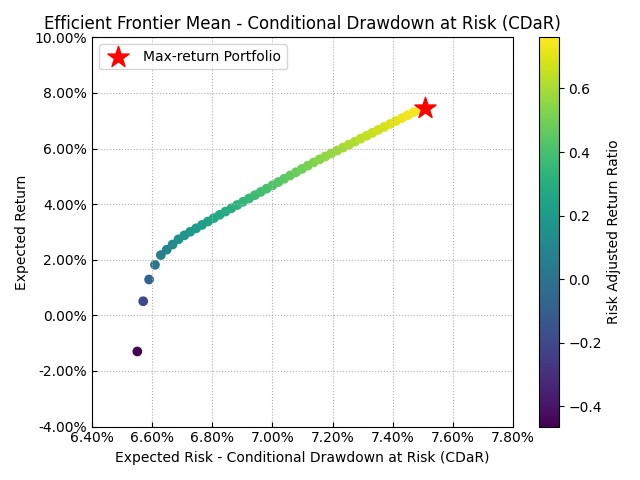 Efficient Frontier Mean - Conditional Drawdown at Risk (CDaR)
Max-return Portfolio
10.00%
8.00%
6.00%
4.00%
2.00%
0.00%
-2.00%
-4.00%
Expected Return
6.40% 6.60% 6.80% 7.00% 7.20% 7.40% 7.60% 7.80%
Expected Risk - Conditional Drawdown at Risk (CDaR)
0.6
0.4
0.2
0.0
−0.2
−0.4
Risk Adjusted Return Ratio